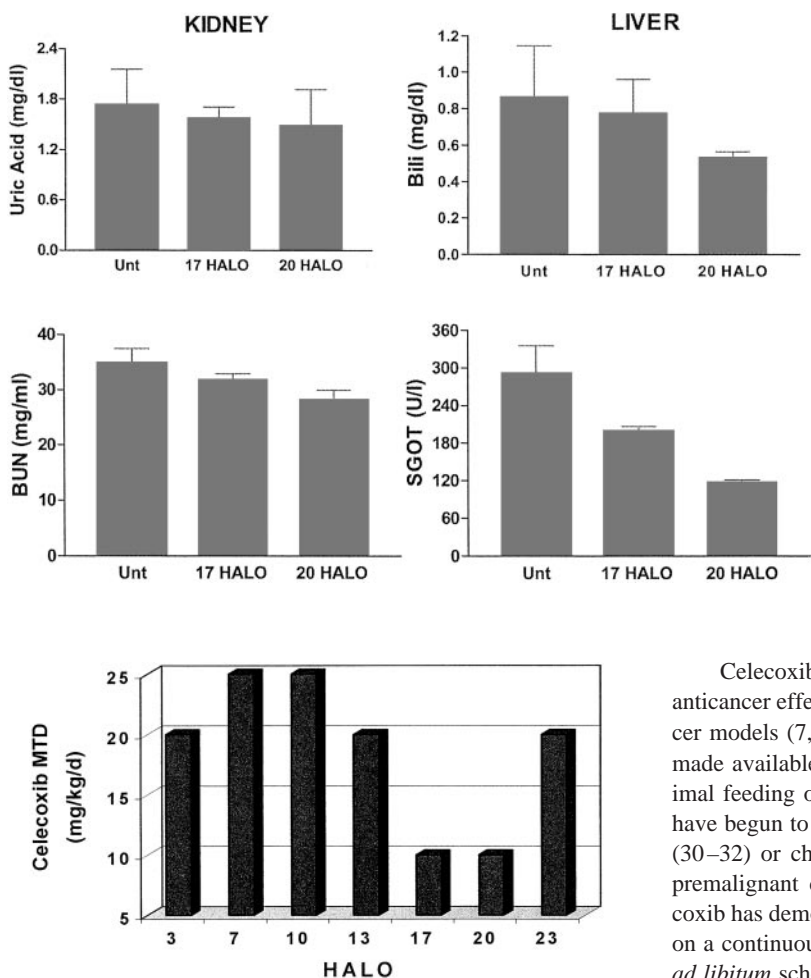 KIDNEY
2.4
1.8
1.2
0.6
0.0
Uric Acid (mg/dl)
Unt 17 HALO 20 HALO
LIVER
1.2
1.0
0.8
0.6
0.4
0.2
0.0
Bili (mg/dl)
Unt 17 HALO 20 HALO
40
30
20
10
0
BUN (mg/ml)
Unt 17 HALO 20 HALO
360
300
240
180
120
60
0
SGOT (U/l)
Unt 17 HALO 20 HALO
25
20
15
10
5
Celecoxib MTD
(mg/kg/d)
3 7 10 13 17 20 23
HALO
Celecoxib
anticancer effe
cer models (7,
made available
imal feeding o
have begun to
(30–32) or ch
premalignant
coxib has dem
on a continuou
ad libitum sch